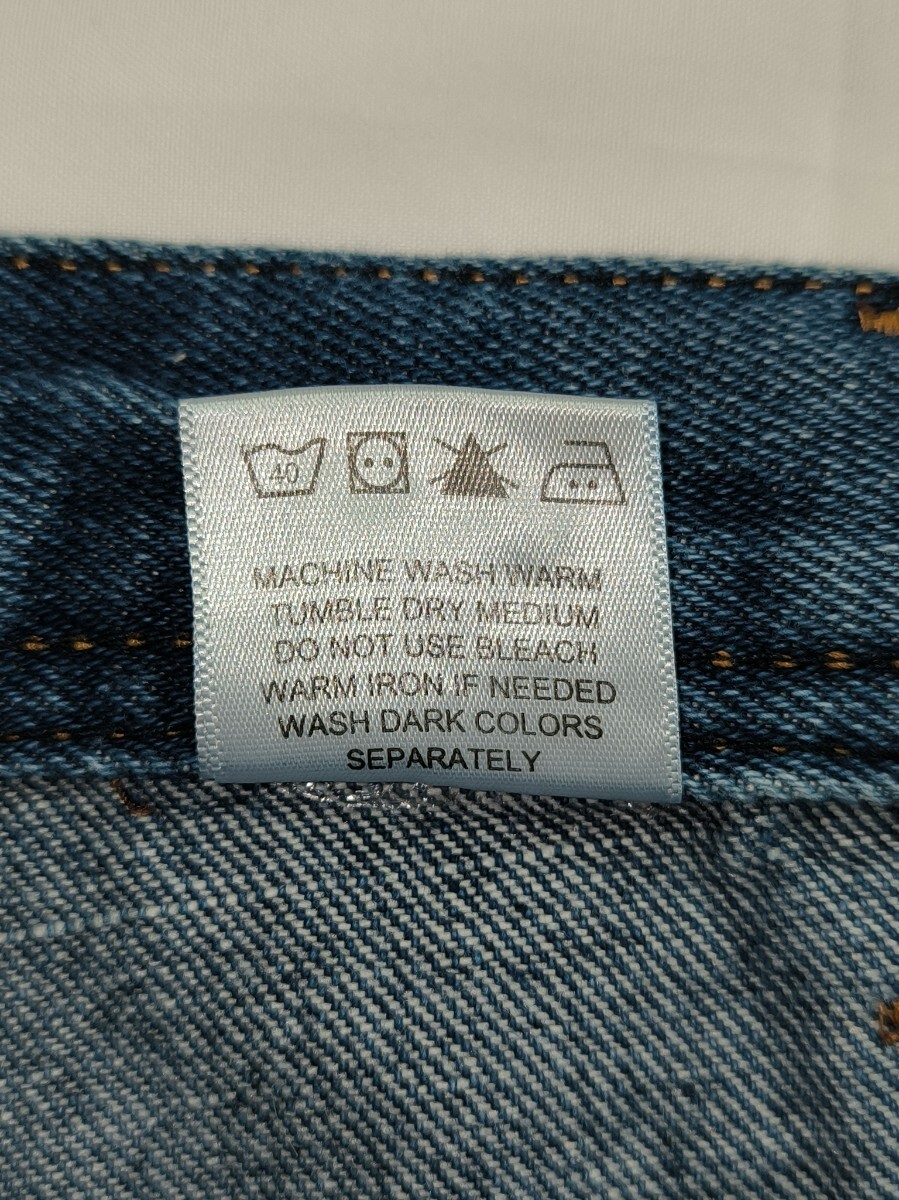 40
MACHINE WASH WARM
TUMBLE DRY MEDIUM
DO NOT USE BLEACH
WARM IRON IF NEEDED
WASH DARK COLORS
SEPARATELY